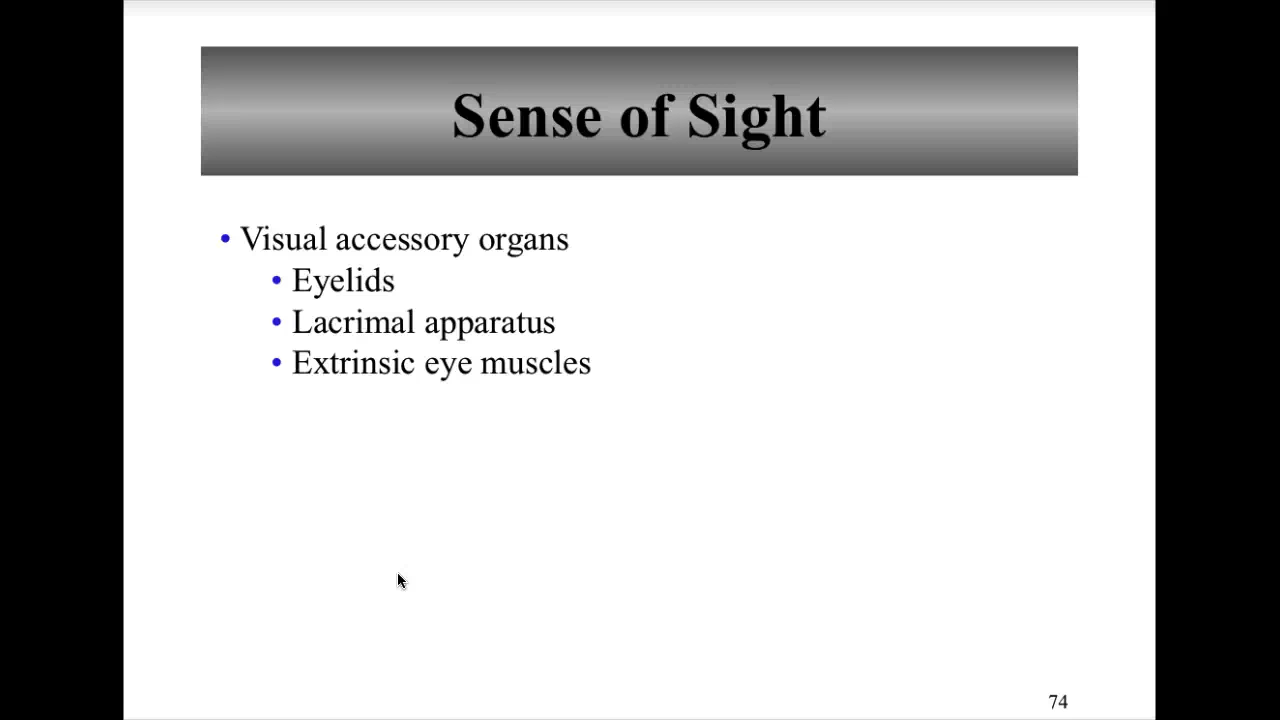 Sense of Sight
• Visual accessory organs
• Eyelids
• Lacrimal apparatus
• Extrinsic eye muscles
74